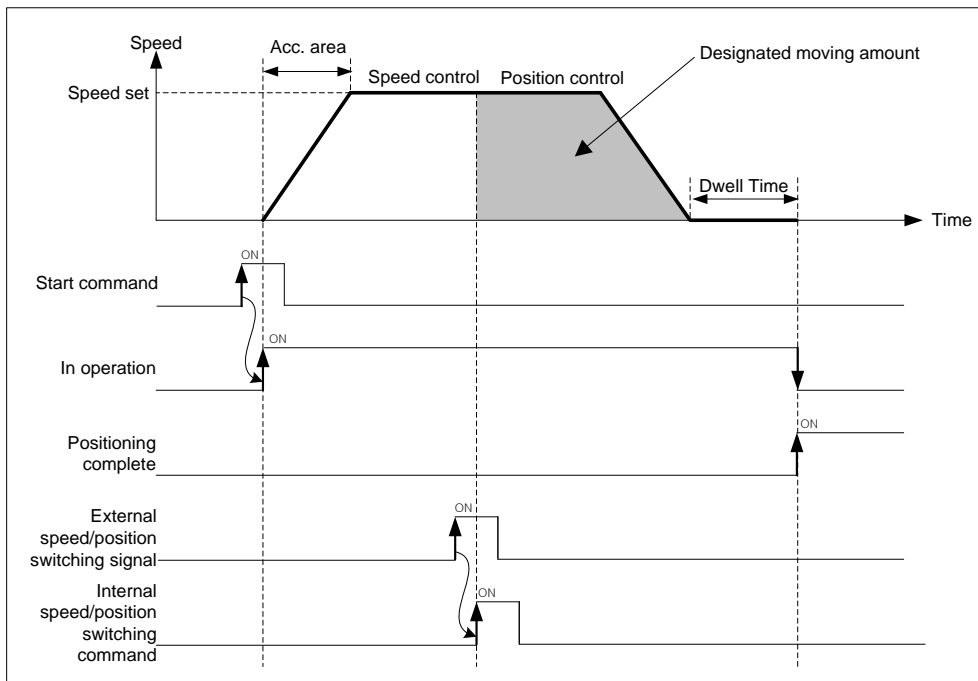 Speed
Acc. area
Designated moving amount
Speed control
Position control
Speed set
Dwell Time
Time
ON
Start command
ON
In operation
ON
Positioning
complete
External
speed/position
switching signal
ON
Internal
speed/position
switching
command
ON